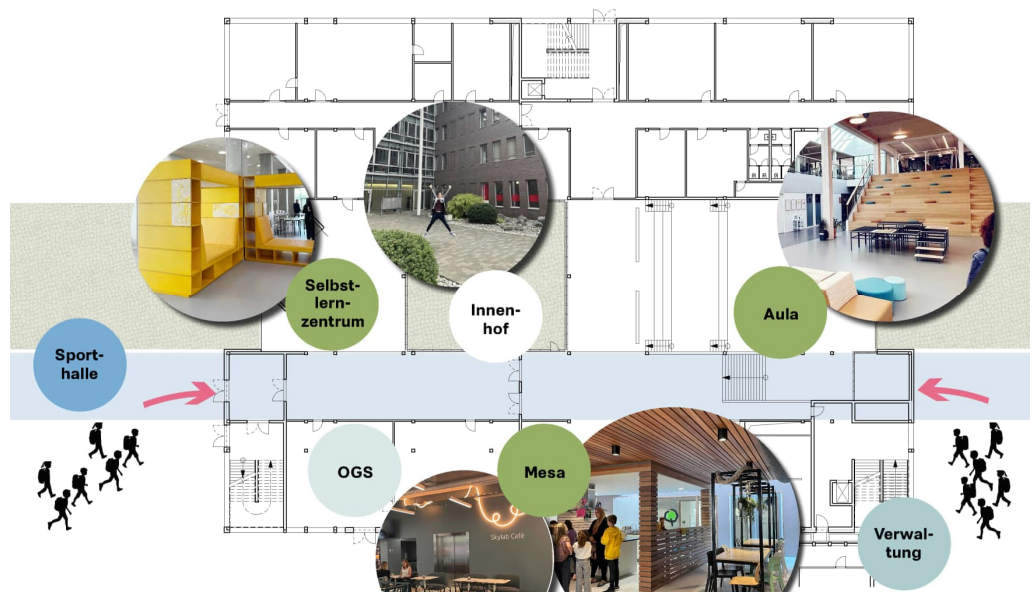 Selbst-
lern-
zentrum
Innen-
hof
Aula
Sport-
halle
OGS
Mesa
Skylab Café
Verwal-
tung